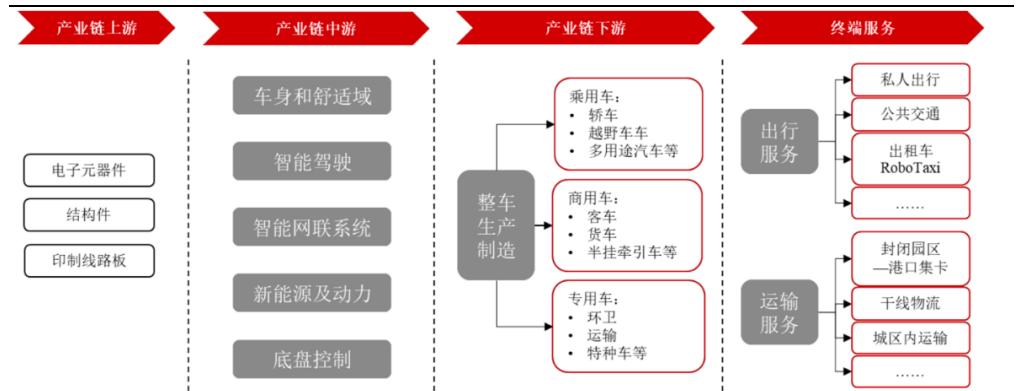 产业链上游
产业链中游
产业链下游
终端服务
电子元器件
结构件
印制线路板
车身和舒适域
智能驾驶
智能网联系统
新能源及动力
底盘控制
整车
生产
制造
乘用车：
• 轿车
• 越野车车
• 多用途汽车等
商用车：
• 客车
• 货车
• 半挂牵引车等
专用车：
• 环卫
• 运输
• 特种车等
出行
服务
私人出行
公共交通
出租车
RoboTaxi
……
运输
服务
封闭园区
—港口集卡
干线物流
城区内运输
……